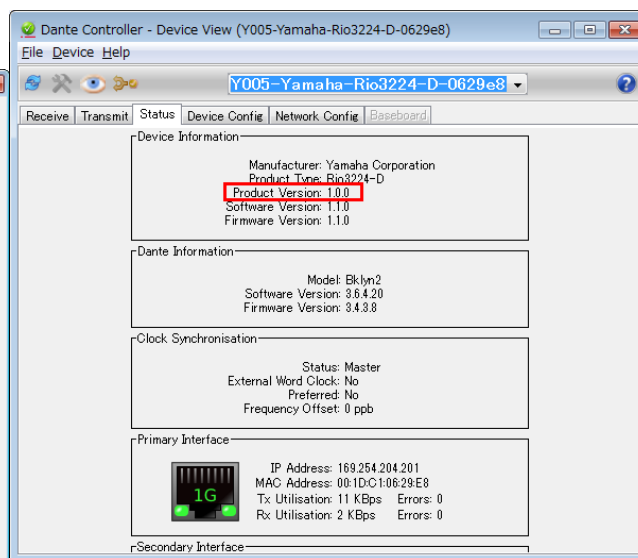 Dante Controller - Device View (Y005-Yamaha-Rio3224-D-0629e8)
File Device Help
Y005-Yamaha-Rio3224-D-0629e8
Receive Transmit Status Device Config Network Config Baseboard
Device Information
Manufacturer: Yamaha Corporation
Product Type: Rio3224-D
Product Version: 1.0.0
Software Version: 1.1.0
Firmware Version: 1.1.0
Dante Information
Model: Bklyn2
Software Version: 3.6.4.20
Firmware Version: 3.4.3.8
Clock Synchronisation
Status: Master
External Word Clock: No
Preferred: No
Frequency Offset: 0 ppb
Primary Interface
1G
IP Address: 169.254.204.201
MAC Address: 00:1D:C1:06:29:E8
Tx Utilisation: 11 KBps Errors: 0
Rx Utilisation: 2 KBps Errors: 0
Secondary Interface